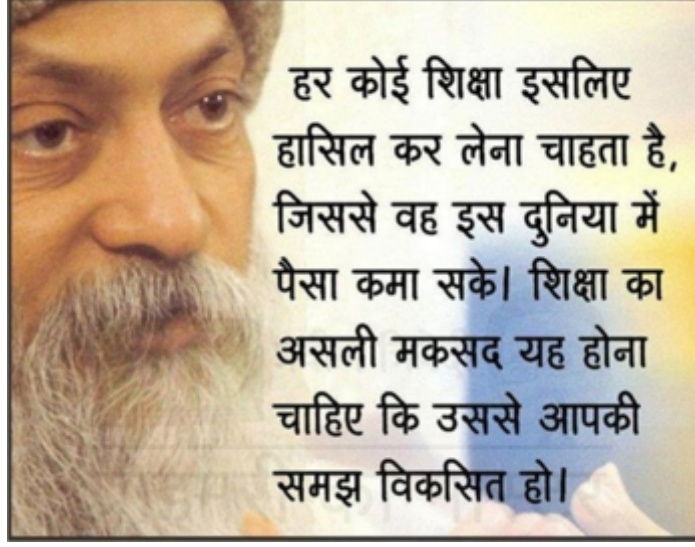 हर कोई शिक्षा इसलिए
हासिल कर लेना चाहता है,
जिससे वह इस दुनिया में
पैसा कमा सके। शिक्षा का
असली मकसद यह होना
चाहिए कि उससे आपकी
समझ विकसित हो।